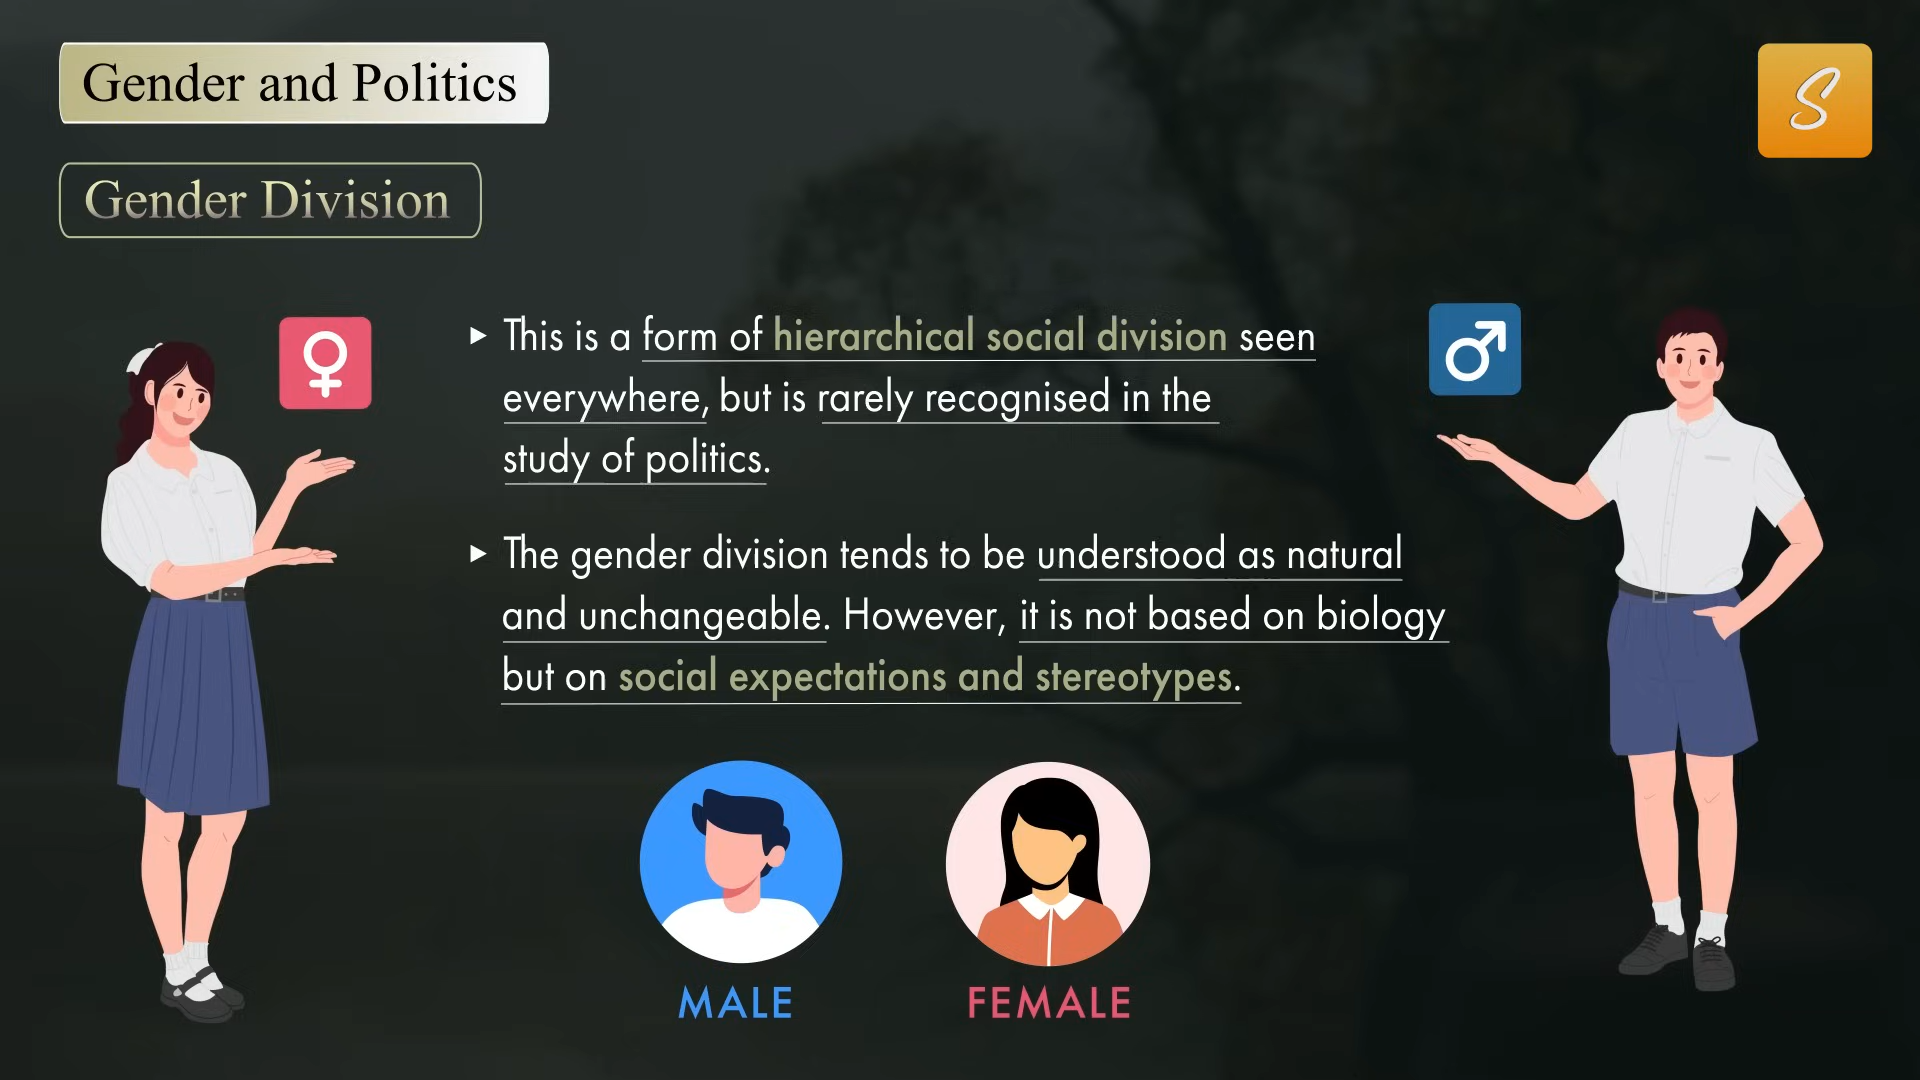 Gender and Politics
S
Gender Division
▸ This is a form of hierarchical social division seen
everywhere, but is rarely recognised in the
study of politics.
▸ The gender division tends to be understood as natural
and unchangeable. However, it is not based on biology
but on social expectations and stereotypes.
MALE
FEMALE